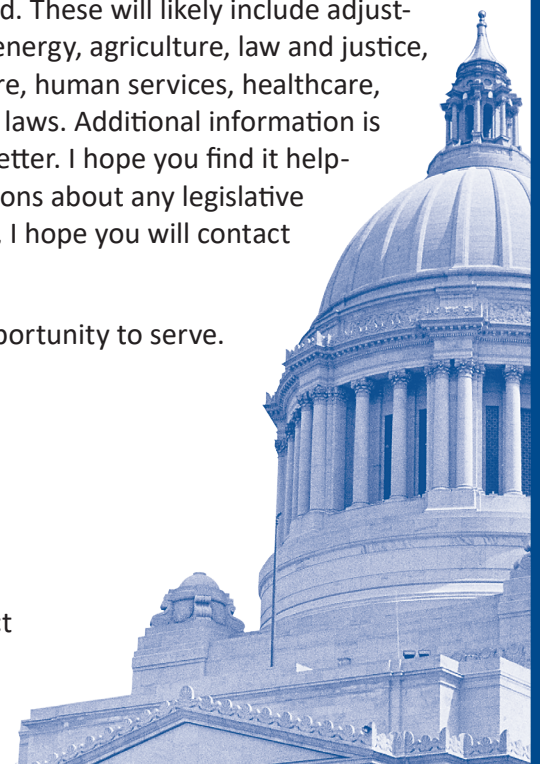 d. These will likely include adjust-
energy, agriculture, law and justice,
re, human services, healthcare,
laws. Additional information is
etter. I hope you find it help-
ons about any legislative
. I hope you will contact
portunity to serve.
ct